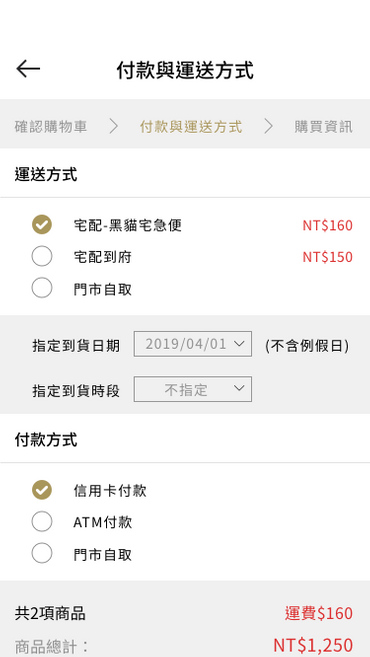 付款與運送方式
確認購物車 付款與運送方式 購買資訊
運送方式
宅配-黑貓宅急便 NT$160
宅配到府 NT$150
門市自取
指定到貨日期 2019/04/01 (不含例假日)
指定到貨時段 不指定
付款方式
信用卡付款
ATM付款
門市自取
共2項商品 運費$160
商品總計： NT$1,250